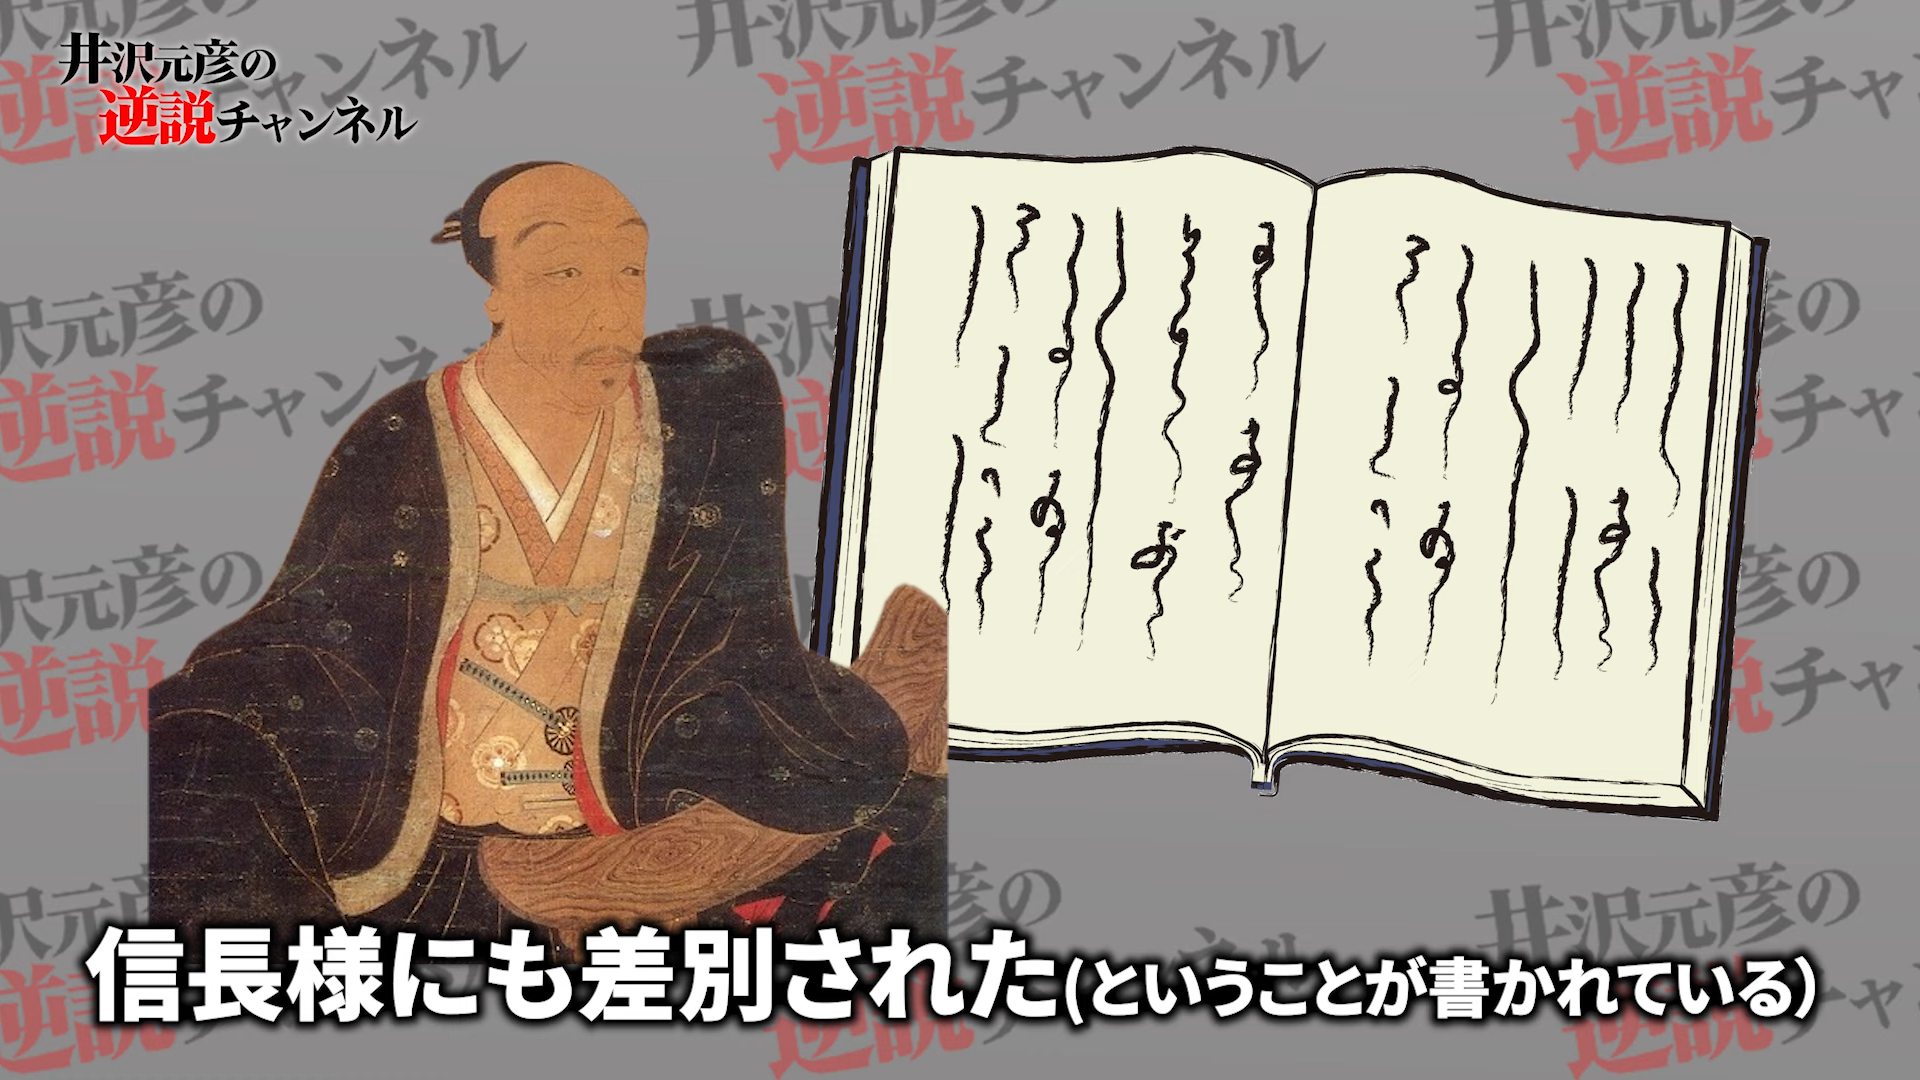 井沢元彦の
逆説チャンネル
信長様にも差別された(ということが書かれている)